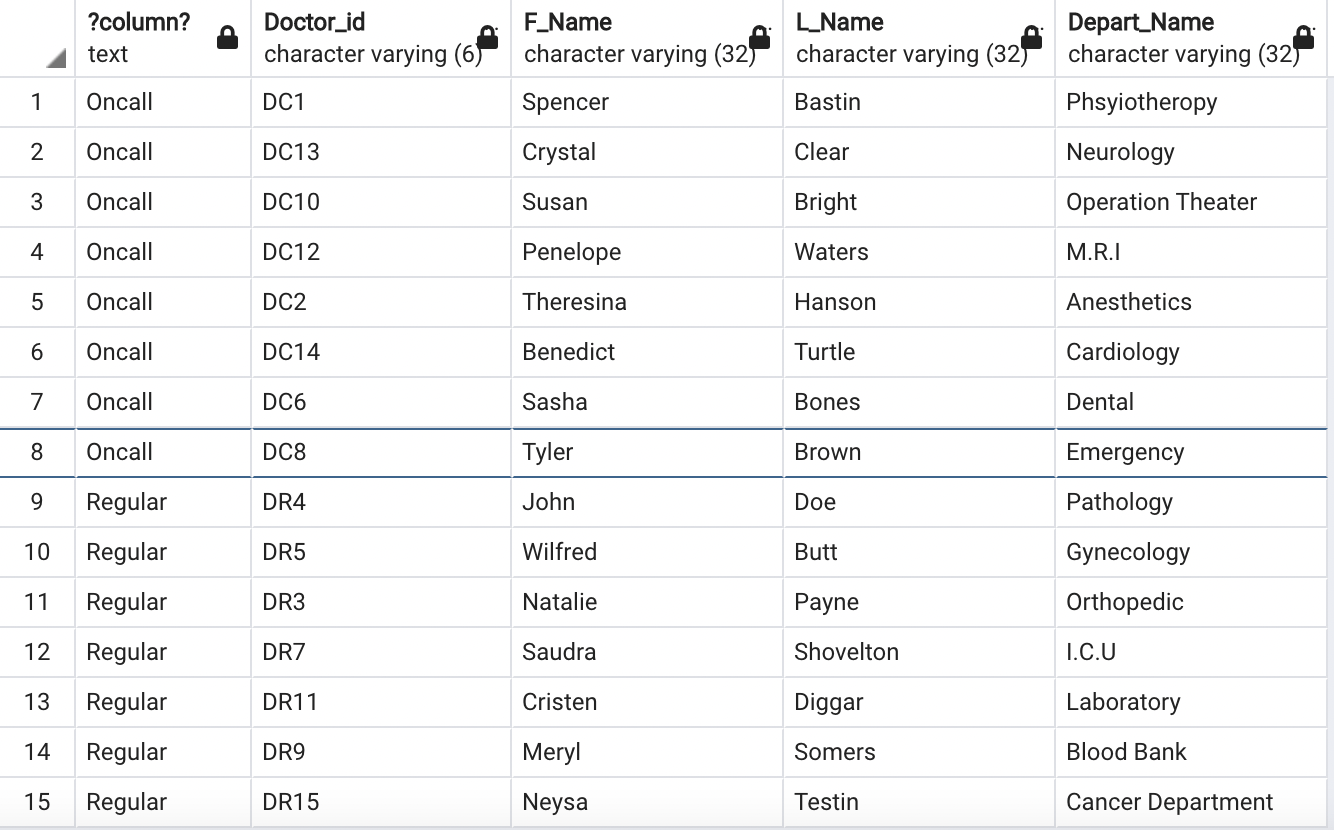 ?column? Doctor_id F_Name L_Name Depart_Name
text character varying (6) character varying (32) character varying (32) character varying (32)
1 Oncall DC1 Spencer Bastin Phsyiotheropy
2 Oncall DC13 Crystal Clear Neurology
3 Oncall DC10 Susan Bright Operation Theater
4 Oncall DC12 Penelope Waters M.R.I
5 Oncall DC2 Theresina Hanson Anesthetics
6 Oncall DC14 Benedict Turtle Cardiology
7 Oncall DC6 Sasha Bones Dental
8 Oncall DC8 Tyler Brown Emergency
9 Regular DR4 John Doe Pathology
10 Regular DR5 Wilfred Butt Gynecology
11 Regular DR3 Natalie Payne Orthopedic
12 Regular DR7 Saudra Shovelton I.C.U
13 Regular DR11 Cristen Diggar Laboratory
14 Regular DR9 Meryl Somers Blood Bank
15 Regular DR15 Neysa Testin Cancer Department